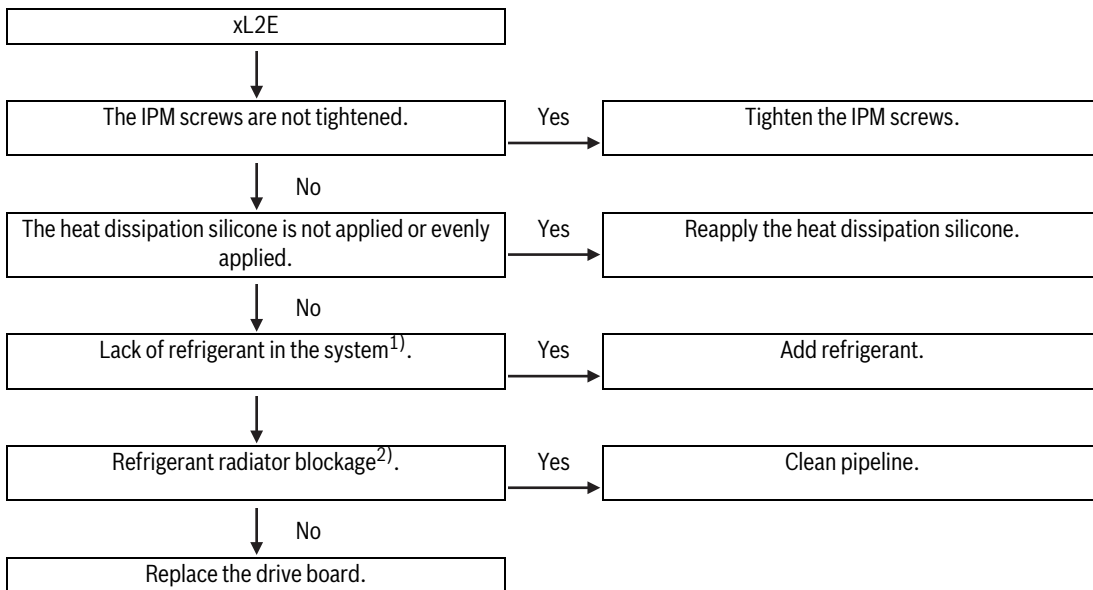 xL2E
The IPM screws are not tightened.
Yes
Tighten the IPM screws.
No
The heat dissipation silicone is not applied or evenly
applied.
Yes
Reapply the heat dissipation silicone.
No
Lack of refrigerant in the system1).
Yes
Add refrigerant.
Refrigerant radiator blockage2).
Yes
Clean pipeline.
No
Replace the drive board.